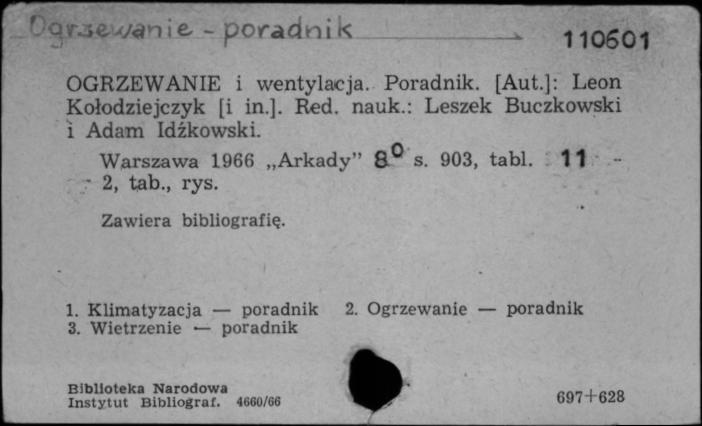 Ogrzewanie - poradnik
110601
OGRZEWANIE i wentylacja. Poradnik. [Aut.]: Leon
Kołodziejczyk [i in.]. Red. nauk.: Leszek Buczkowski
i Adam Idźkowski.
Warszawa 1966 „Arkady” 8° s. 903, tabl. 11
2, tab., rys.
Zawiera bibliografię.
1. Klimatyzacja — poradnik 2. Ogrzewanie — poradnik
3. Wietrzenie — poradnik
Biblioteka Narodowa
Instytut Bibliograf. 4660/66
697+628